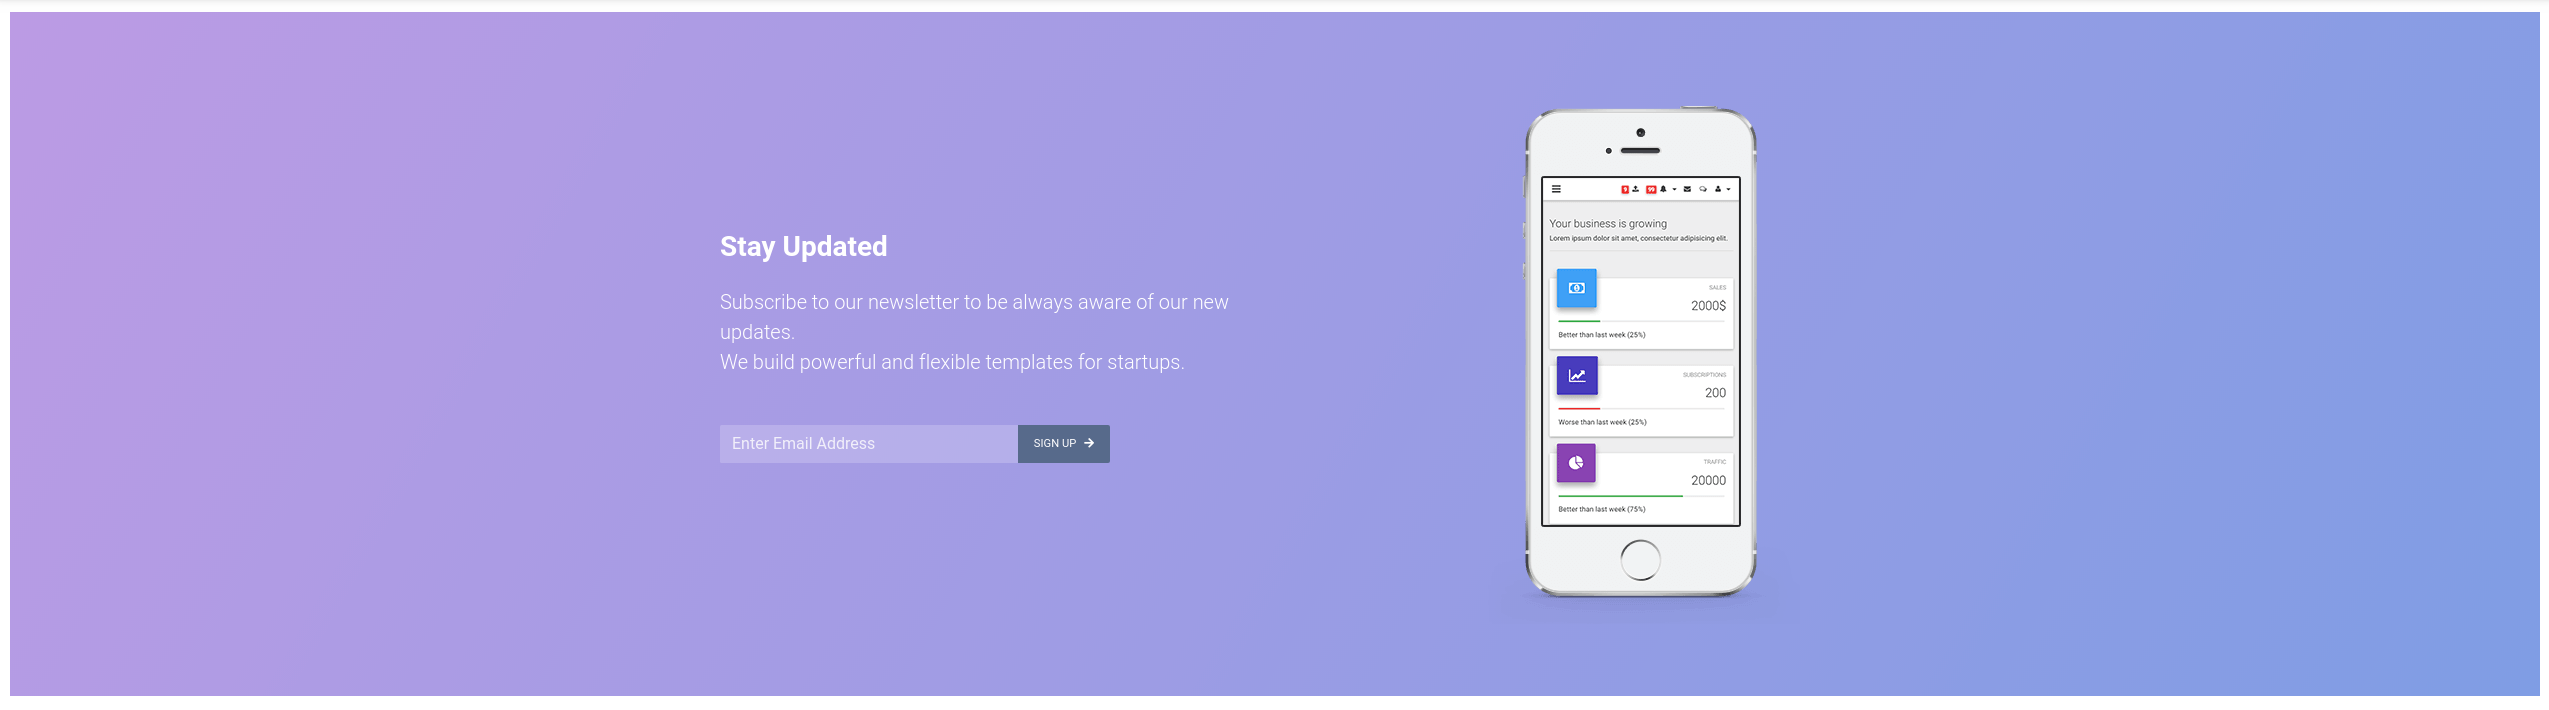 Stay Updated
Subscribe to our newsletter to be always aware of our new
updates.
We build powerful and flexible templates for startups.
Enter Email Address
SIGN UP
9 99
Your business is growing
Lorem ipsum dolor sit amet, consectetur adipisicing elit.
SALES
2000$
Better than last week (25%)
SUBSCRIPTIONS
200
Worse than last week (25%)
TRAFFIC
20000
Better than last week (75%)